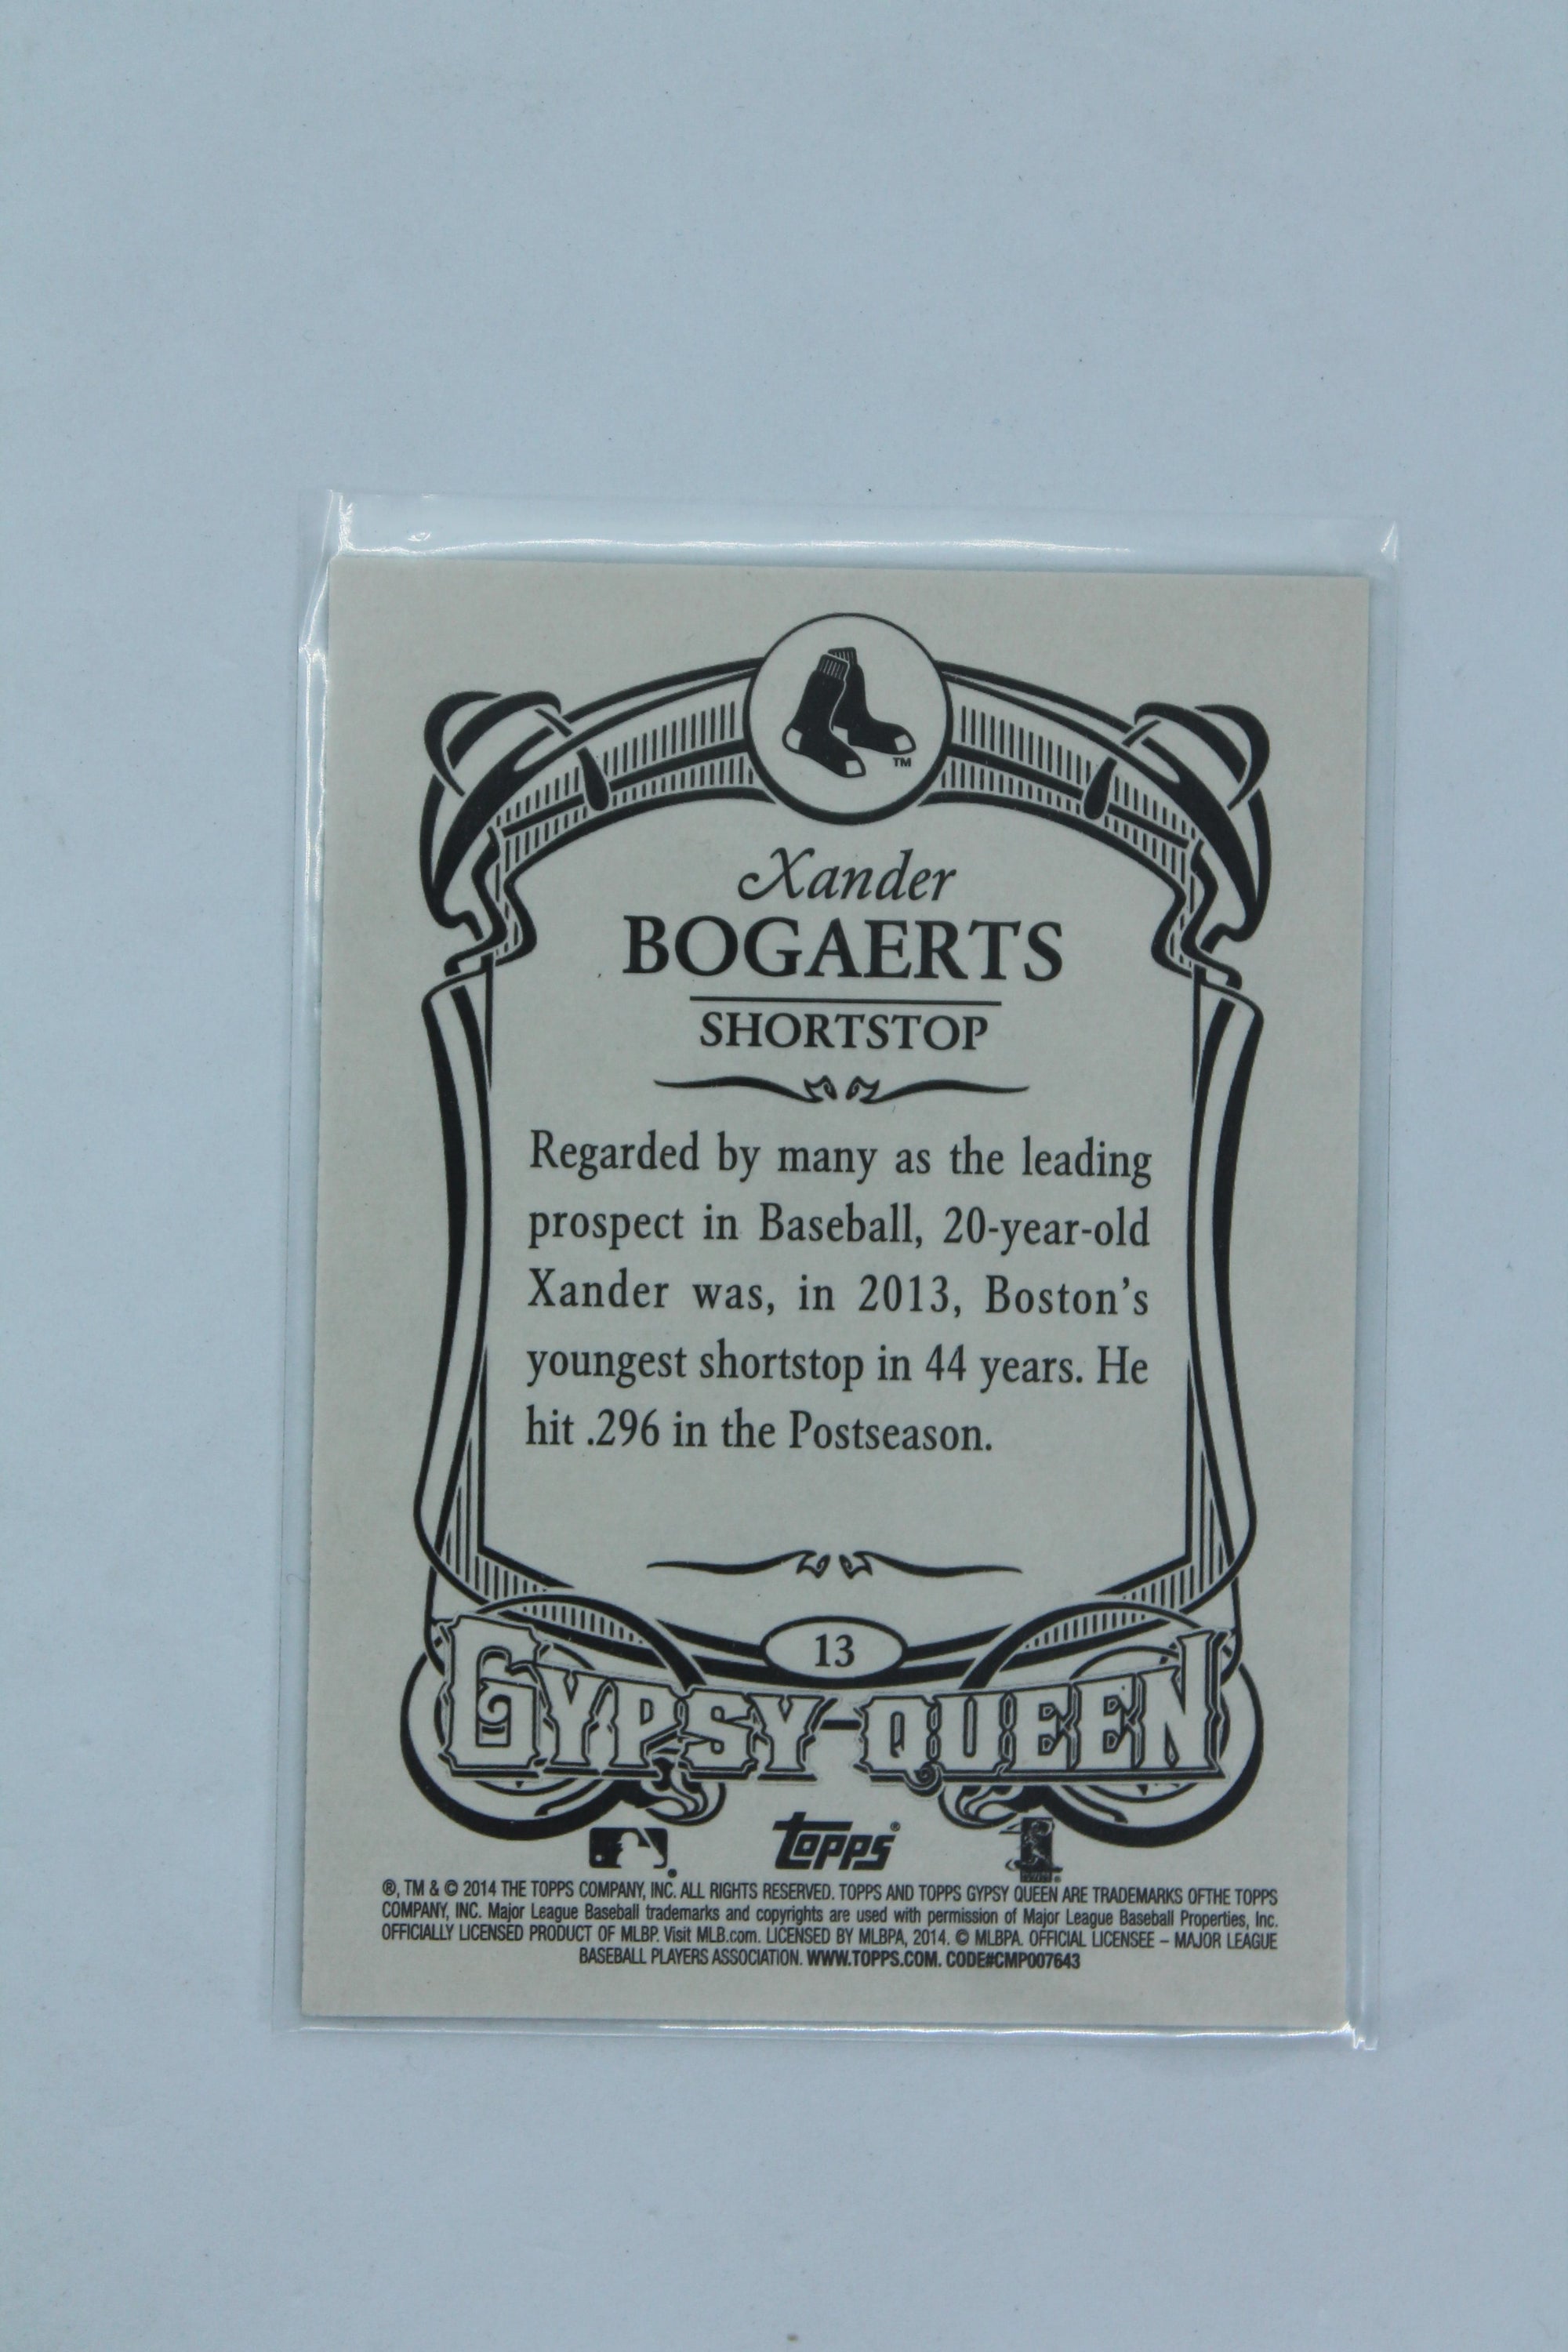 TM
Xander
BOGAERTS
SHORTSTOP
Regarded by many as the leading
prospect in Baseball, 20-year-old
Xander was, in 2013, Boston's
youngest shortstop in 44 years. He
hit .296 in the Postseason.
13
GYPSY-QUEEN
topps®
®, TM & © 2014 THE TOPPS COMPANY, INC. ALL RIGHTS RESERVED. TOPPS AND TOPPS GYPSY QUEEN ARE TRADEMARKS OFTHE TOPPS
COMPANY, INC. Major League Baseball trademarks and copyrights are used with permission of Major League Baseball Properties, Inc.
OFFICIALLY LICENSED PRODUCT OF MLBP. Visit MLB.com. LICENSED BY MLBPA, 2014. © MLBPA. OFFICIAL LICENSEE – MAJOR LEAGUE
BASEBALL PLAYERS ASSOCIATION. WWW.TOPPS.COM. CODE#CMP007643